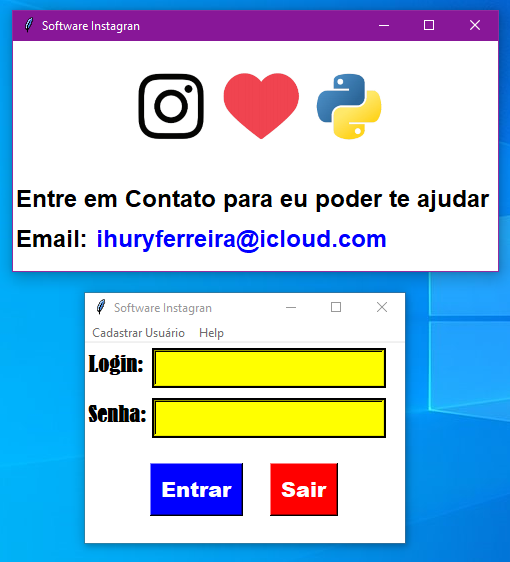 Software Instagran
Entre em Contato para eu poder te ajudar
Email: ihuryferreira@icloud.com
Software Instagran
Cadastrar Usuário Help
Login:
Senha:
Entrar Sair